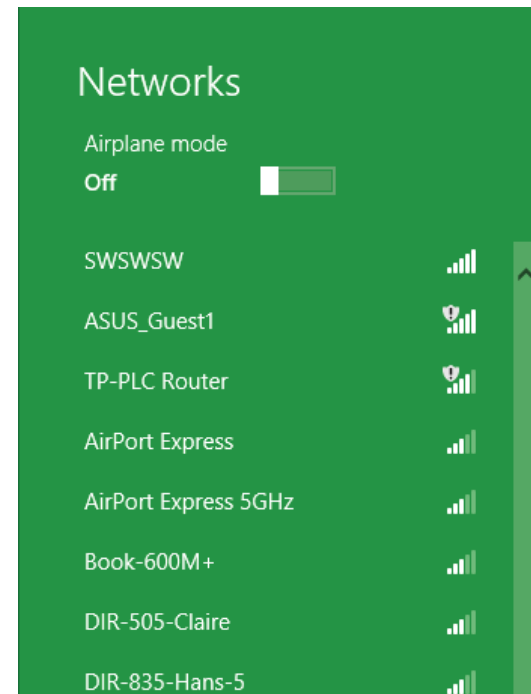 Networks
Airplane mode
Off
SWSWSW
ASUS_Guest1
TP-PLC Router
AirPort Express
AirPort Express 5GHz
Book-600M+
DIR-505-Claire
DIR-835-Hans-5